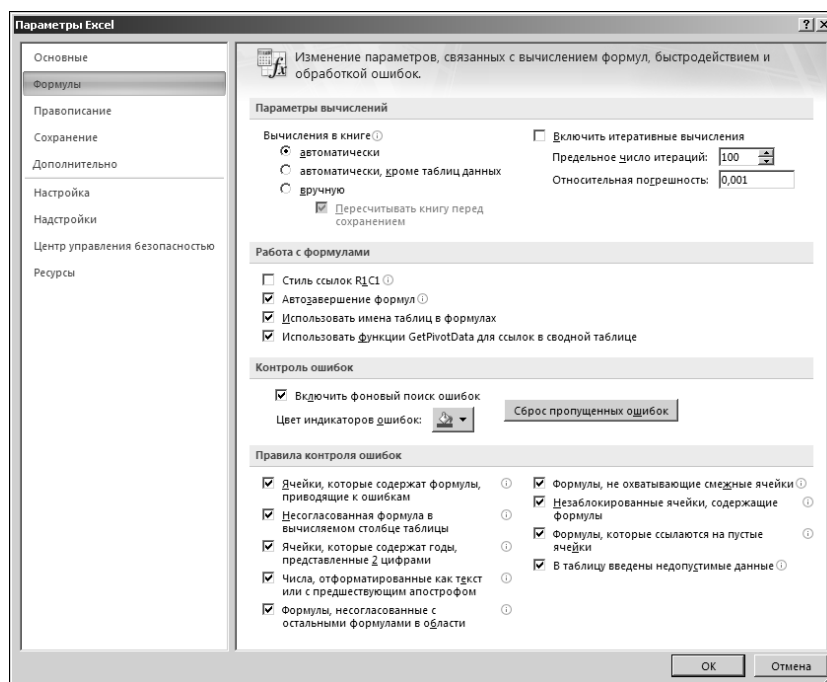 Параметры Excel
Основные
Формулы
Правописание
Сохранение
Дополнительно
Настройка
Надстройки
Центр управления безопасностью
Ресурсы
Изменение параметров, связанных с вычислением формул, быстродействием и
обработкой ошибок.
Параметры вычислений
Вычисления в книге
автоматически
автоматически, кроме таблиц данных
вручную
Пересчитывать книгу перед
сохранением
Включить итеративные вычисления
Предельное число итераций: 100
Относительная погрешность: 0,001
Работа с формулами
Стиль ссылок R1C1
Автозавершение формул
Использовать имена таблиц в формулах
Использовать функции GetPivotData для ссылок в сводной таблице
Контроль ошибок
Включить фоновый поиск ошибок
Цвет индикаторов ошибок:
Сброс пропущенных ошибок
Правила контроля ошибок
Ячейки, которые содержат формулы,
приводящие к ошибкам
Несогласованная формула в
вычисляемом столбце таблицы
Ячейки, которые содержат годы,
представленные 2 цифрами
Числа, отформатированные как текст
или с предшествующим апострофом
Формулы, несогласованные с
остальными формулами в области
Формулы, не охватывающие смежные ячейки
Незаблокированные ячейки, содержащие
формулы
Формулы, которые ссылаются на пустые
ячейки
В таблицу введены недопустимые данные
ОК
Отмена